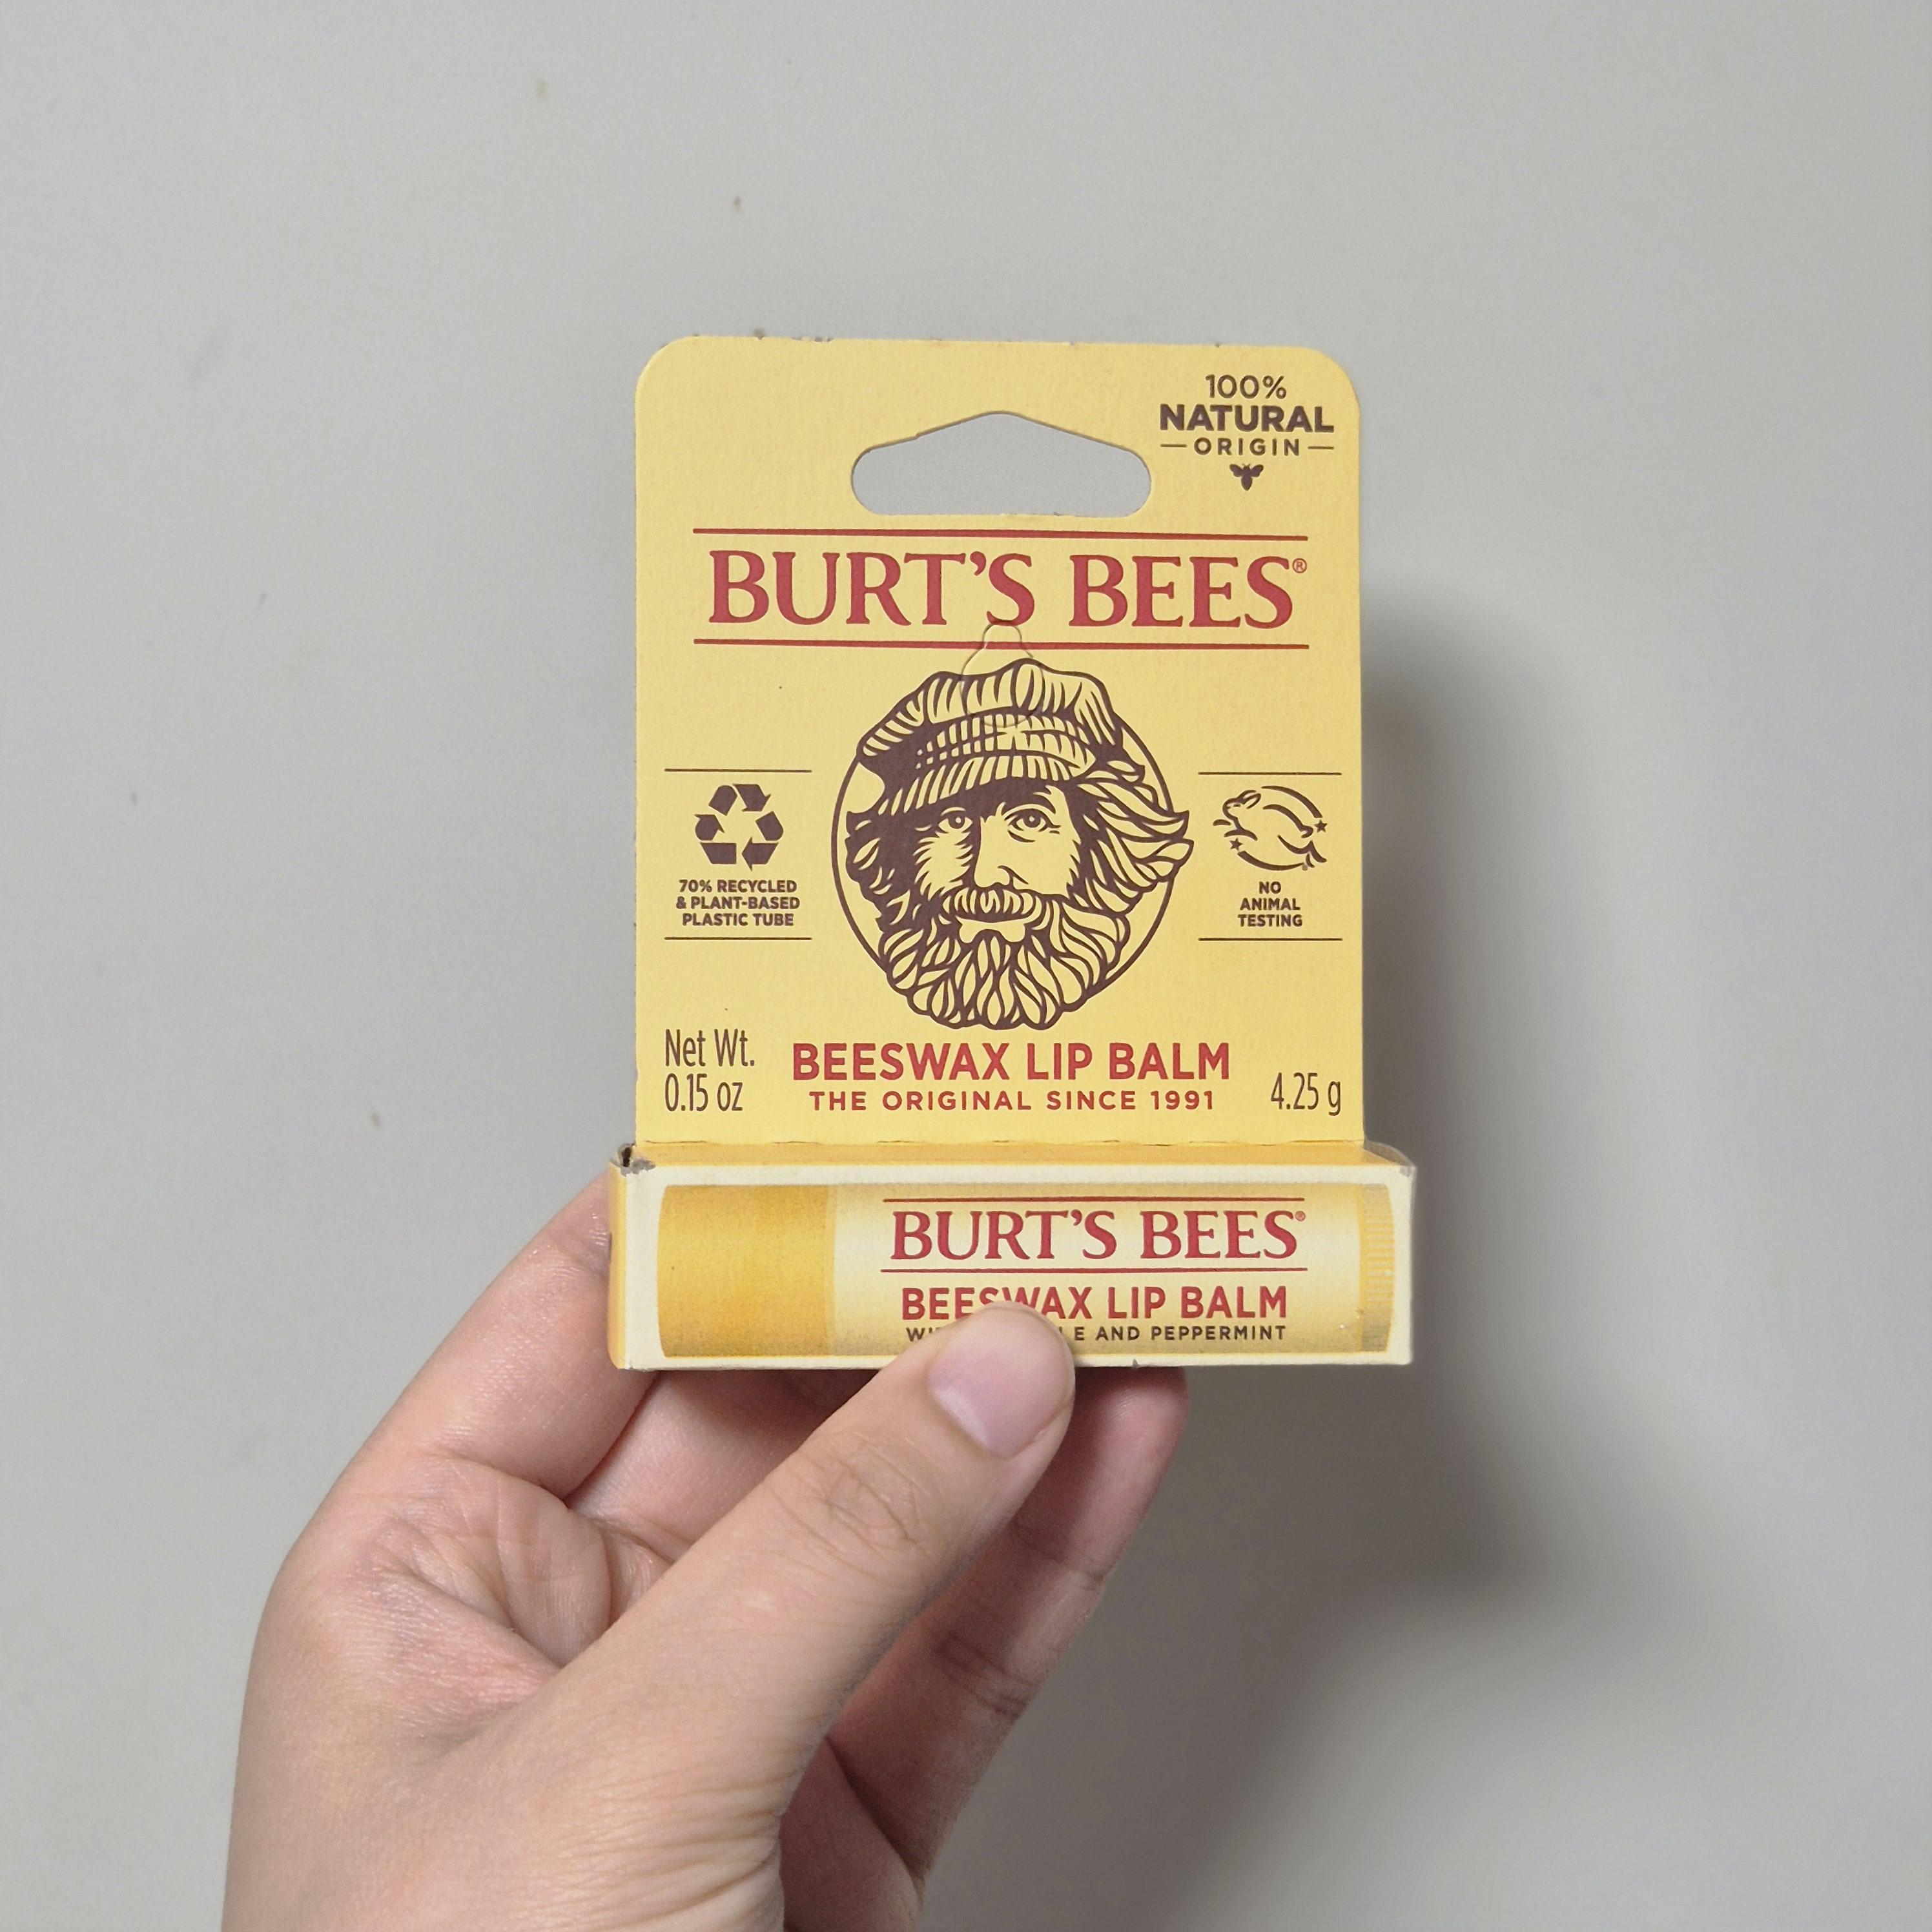 100%
NATURAL
ORIGIN
BURT'S BEES®
70% RECYCLED
& PLANT-BASED
PLASTIC TUBE
NO
ANIMAL
TESTING
Net Wt.
0.15 oz
BEESWAX LIP BALM
THE ORIGINAL SINCE 1991
4.25 g
BURT'S BEES®
BEESWAX LIP BALM
AND PEPPERMINT